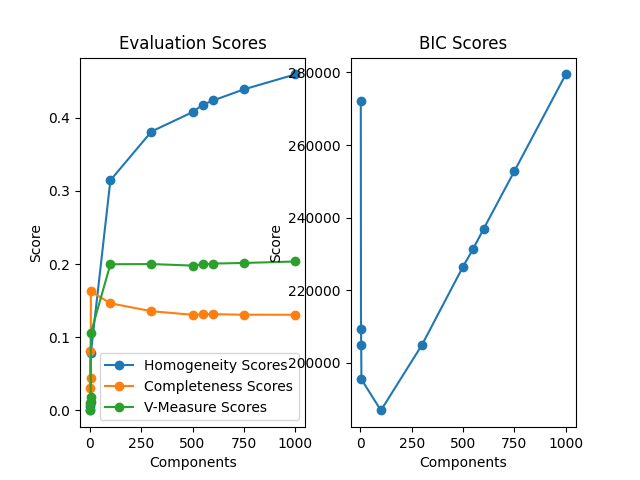 Evaluation Scores
Score
0.4
0.3
0.2
0.1
0.0
Homogeneity Scores
Completeness Scores
V-Measure Scores
0
250
500
750
1000
Components
BIC Scores
Score
280000
260000
240000
220000
200000
0
250
500
750
1000
Components